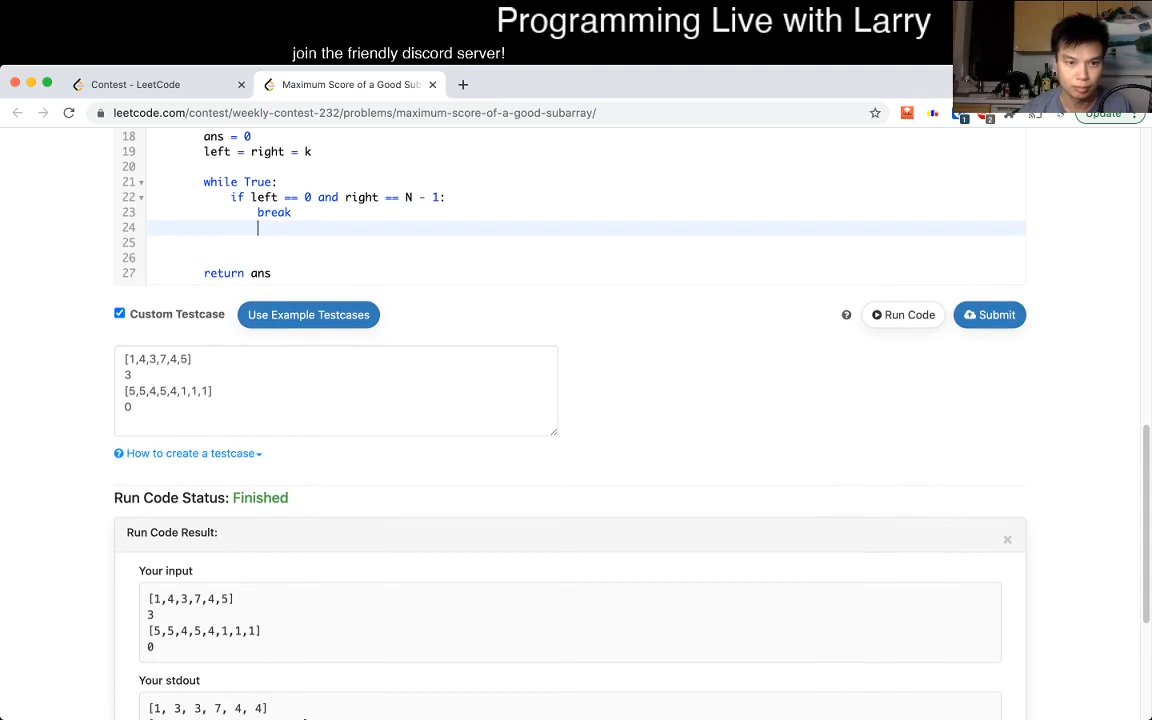 Programming Live with Larry
join the friendly discord server!
Contest - LeetCode
Maximum Score of a Good Sub
leetcode.com/contest/weekly-contest-232/problems/maximum-score-of-a-good-subarray/
1
2
Update
18 ans = 0
19 left = right = k
20
21 while True:
22 if left == 0 and right == N - 1:
23 break
24
25
26
27 return ans
Custom Testcase
Use Example Testcases
Run Code
Submit
[1,4,3,7,4,5]
3
[5,5,4,5,4,1,1,1]
0
How to create a testcase
Run Code Status: Finished
Run Code Result:
Your input
[1,4,3,7,4,5]
3
[5,5,4,5,4,1,1,1]
0
Your stdout
[1, 3, 3, 7, 4, 4]